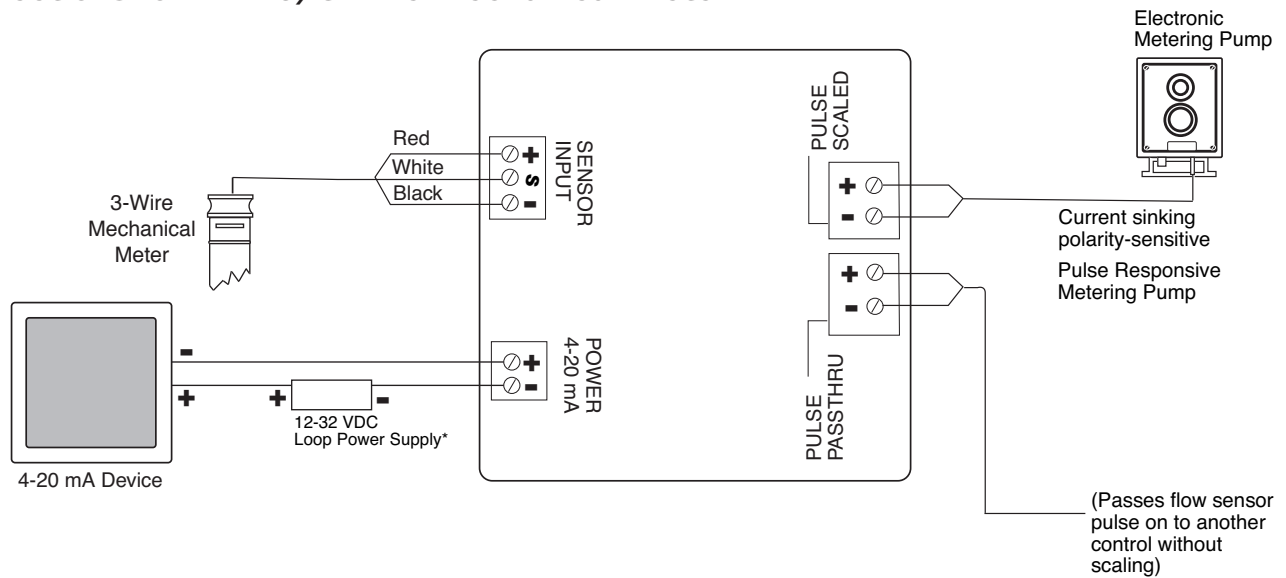 Electronic
Metering Pump
PULSE
SCALED
SENSOR
INPUT
Red
White
Black
+
S
-
+
-
3-Wire
Mechanical
Meter
Current sinking
polarity-sensitive
Pulse Responsive
Metering Pump
+
-
PULSE
PASSTHRU
POWER
4-20 mA
+
-
-
+
+
-
12-32 VDC
Loop Power Supply*
4-20 mA Device
(Passes flow sensor
pulse on to another
control without
scaling)